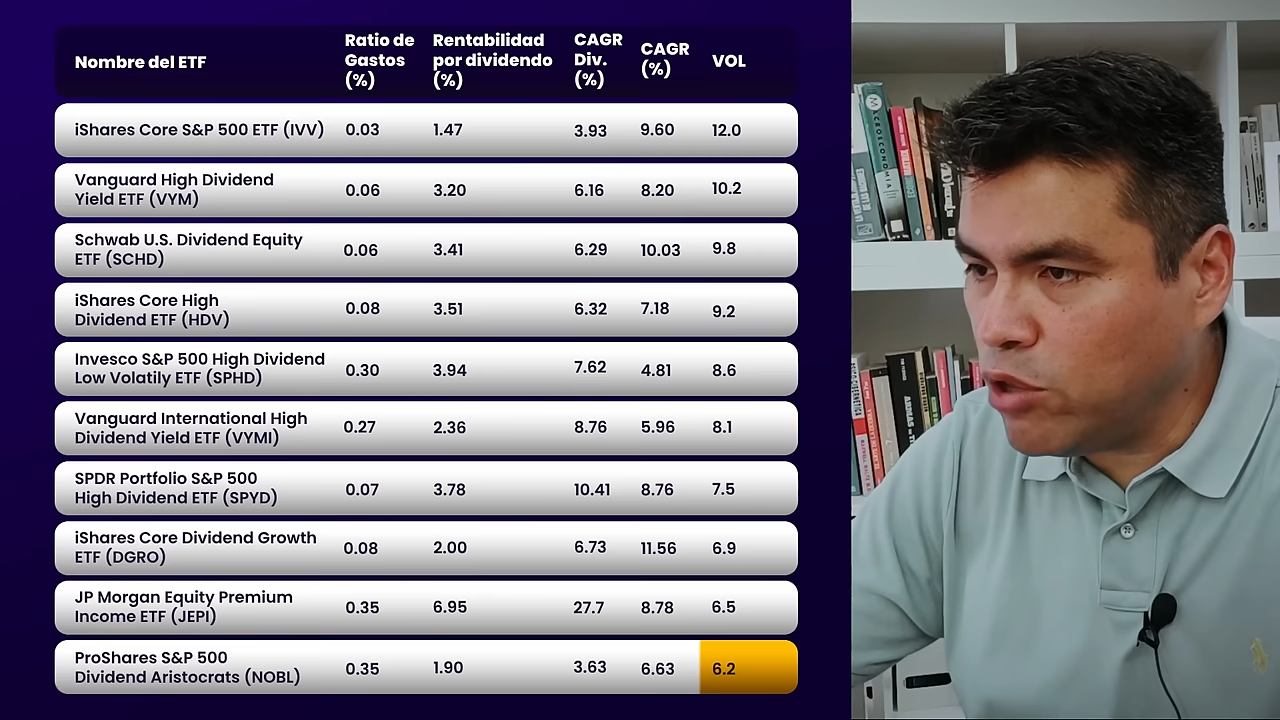 Nombre del ETF
Ratio de
Gastos
(%)
Rentabilidad
por dividendo
(%)
CAGR
Div.
(%)
CAGR
(%)
VOL
iShares Core S&P 500 ETF (IVV) 0.03 1.47 3.93 9.60 12.0
Vanguard High Dividend
Yield ETF (VYM) 0.06 3.20 6.16 8.20 10.2
Schwab U.S. Dividend Equity
ETF (SCHD) 0.06 3.41 6.29 10.03 9.8
iShares Core High
Dividend ETF (HDV) 0.08 3.51 6.32 7.18 9.2
Invesco S&P 500 High Dividend
Low Volatily ETF (SPHD) 0.30 3.94 7.62 4.81 8.6
Vanguard International High
Dividend Yield ETF (VYMI) 0.27 2.36 8.76 5.96 8.1
SPDR Portfolio S&P 500
High Dividend ETF (SPYD) 0.07 3.78 10.41 8.76 7.5
iShares Core Dividend Growth
ETF (DGRO) 0.08 2.00 6.73 11.56 6.9
JP Morgan Equity Premium
Income ETF (JEPI) 0.35 6.95 27.7 8.78 6.5
ProShares S&P 500
Dividend Aristocrats (NOBL) 0.35 1.90 3.63 6.63 6.2
MACROECONOMIA